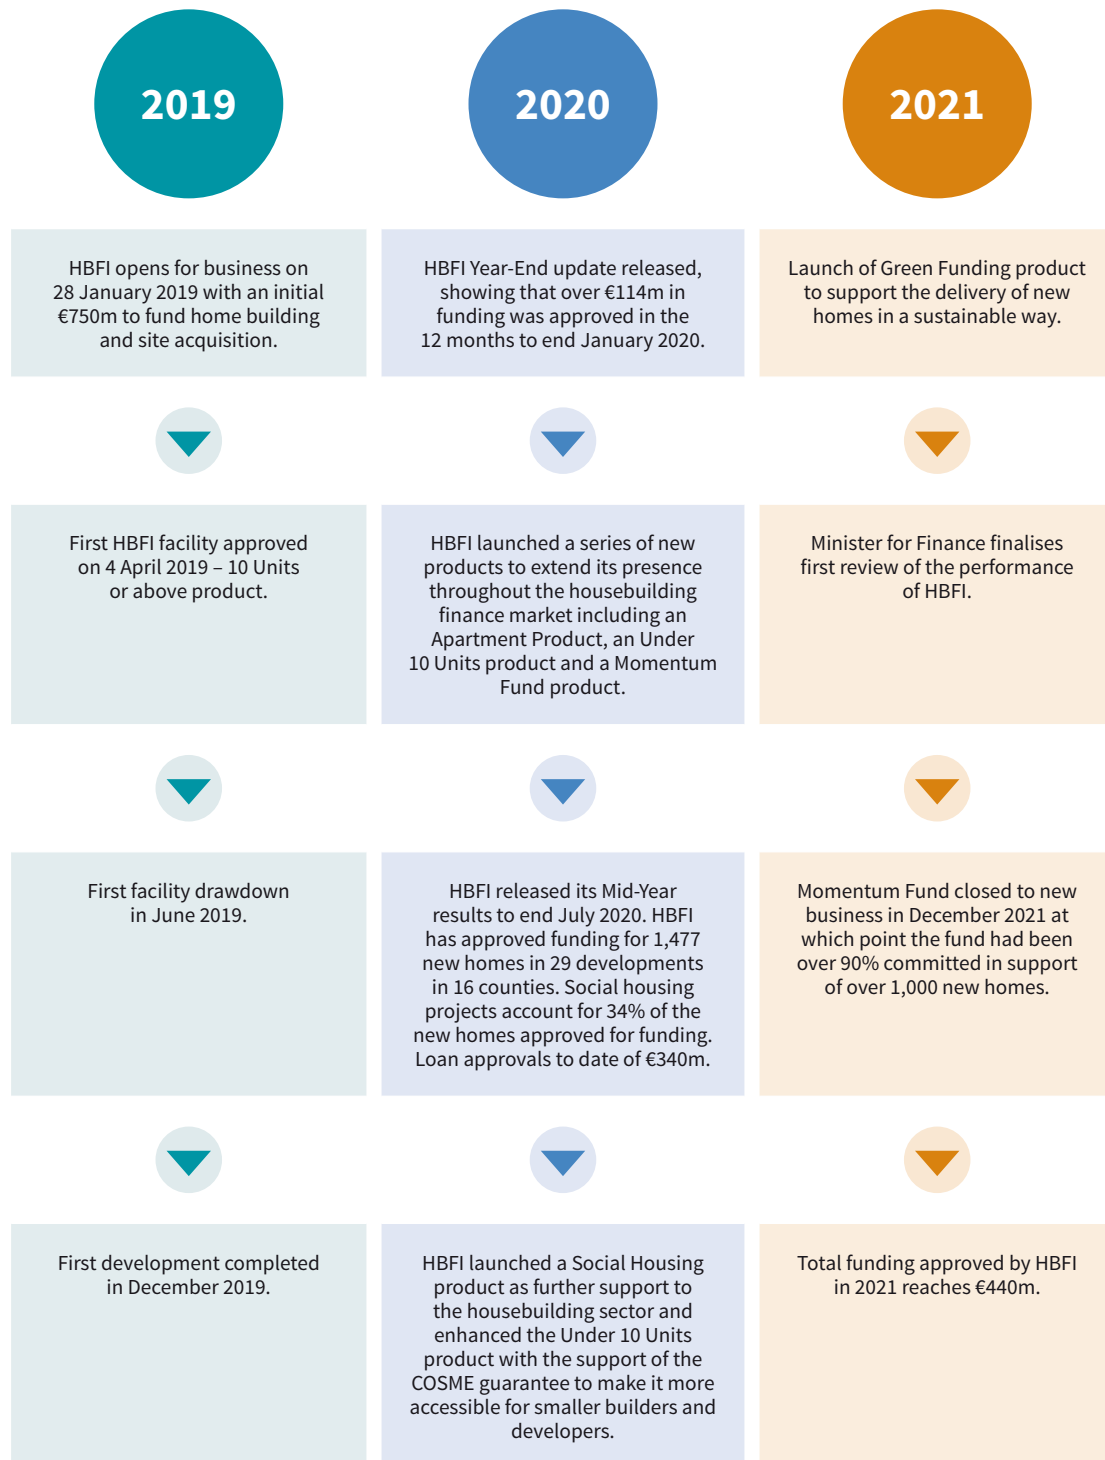 2019
HBFI opens for business on
28 January 2019 with an initial
€750m to fund home building
and site acquisition.
First HBFI facility approved
on 4 April 2019 – 10 Units
or above product.
First facility drawdown
in June 2019.
First development completed
in December 2019.
2020
HBFI Year-End update released,
showing that over €114m in
funding was approved in the
12 months to end January 2020.
HBFI launched a series of new
products to extend its presence
throughout the housebuilding
finance market including an
Apartment Product, an Under
10 Units product and a Momentum
Fund product.
HBFI released its Mid-Year
results to end July 2020. HBFI
has approved funding for 1,477
new homes in 29 developments
in 16 counties. Social housing
projects account for 34% of the
new homes approved for funding.
Loan approvals to date of €340m.
HBFI launched a Social Housing
product as further support to
the housebuilding sector and
enhanced the Under 10 Units
product with the support of the
COSME guarantee to make it more
accessible for smaller builders and
developers.
2021
Launch of Green Funding product
to support the delivery of new
homes in a sustainable way.
Minister for Finance finalises
first review of the performance
of HBFI.
Momentum Fund closed to new
business in December 2021 at
which point the fund had been
over 90% committed in support
of over 1,000 new homes.
Total funding approved by HBFI
in 2021 reaches €440m.